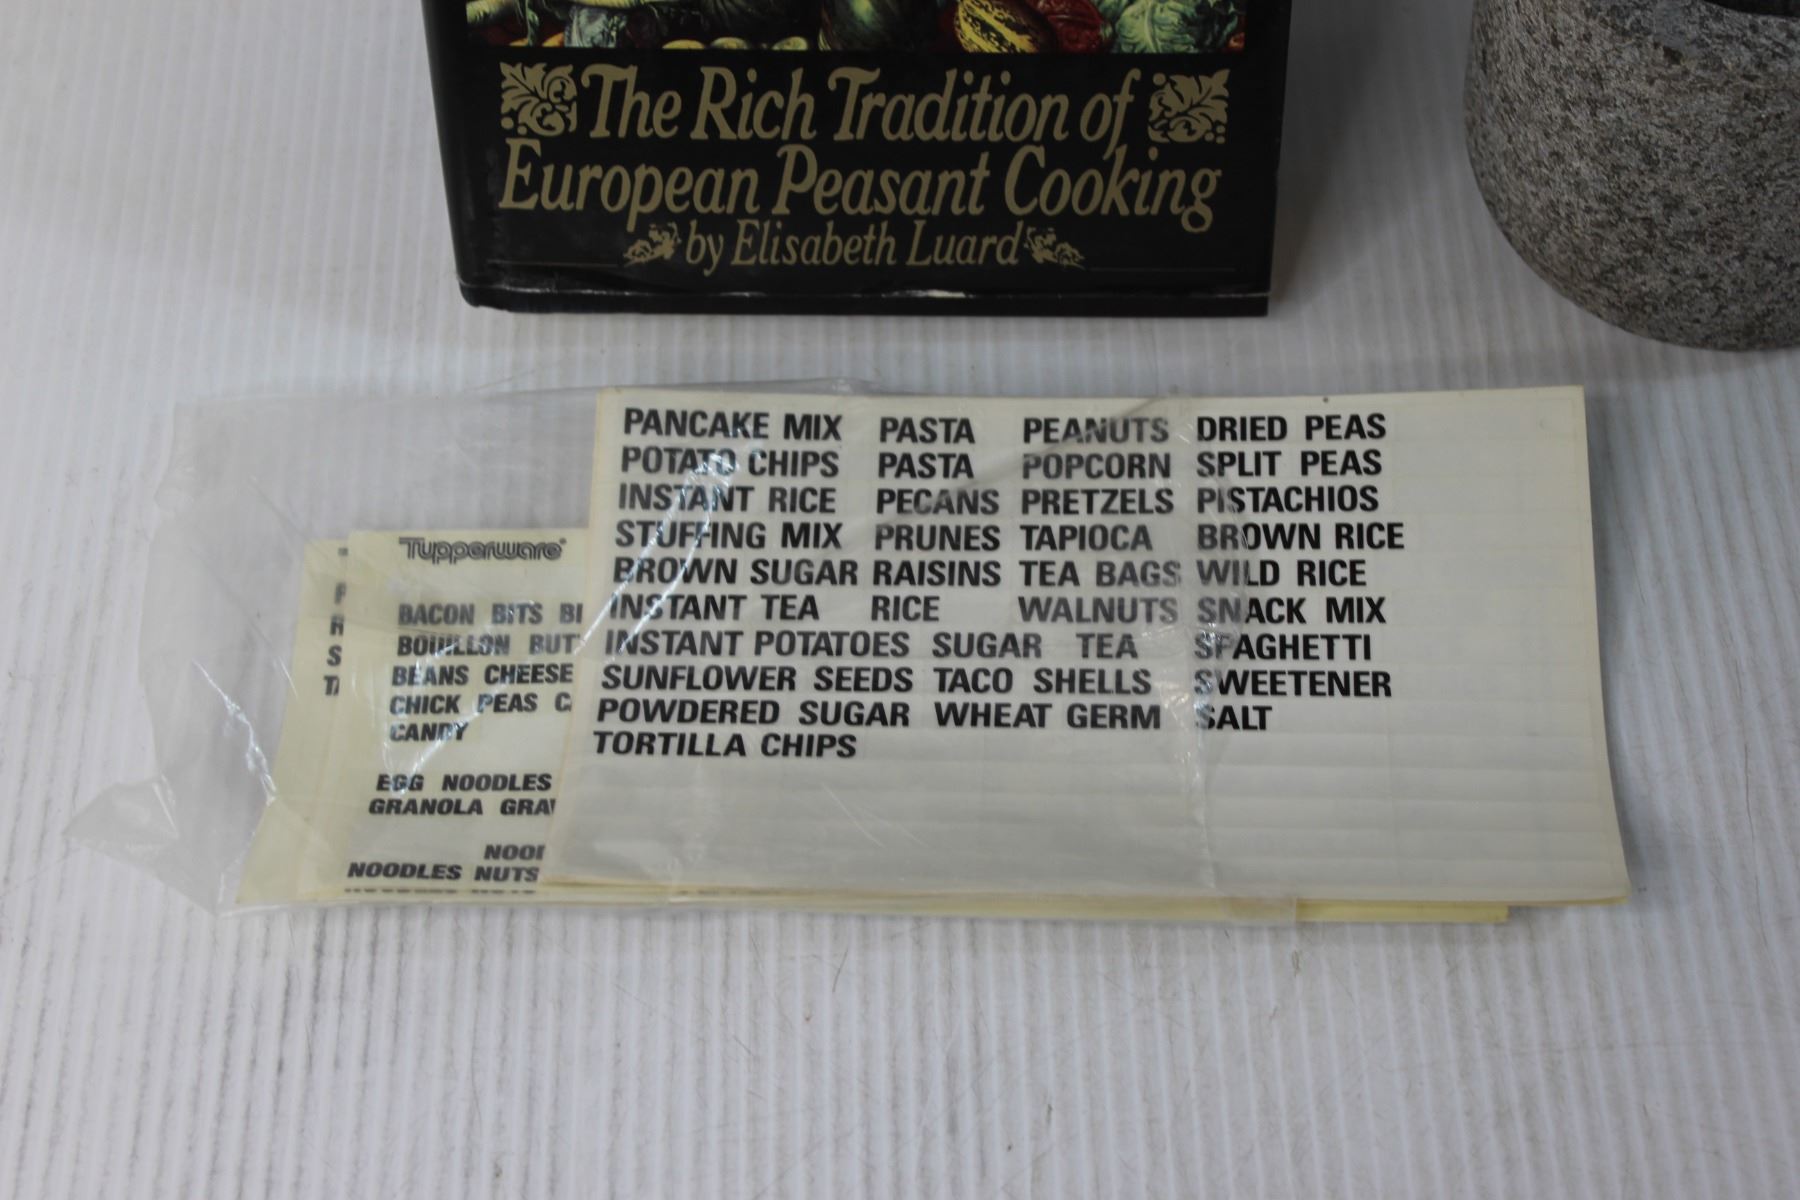 The Rich Tradition of
European Peasant Cooking
by Elisabeth Luard
PANCAKE MIX PASTA PEANUTS DRIED PEAS
POTATO CHIPS PASTA POPCORN SPLIT PEAS
INSTANT RICE PECANS PRETZELS PISTACHIOS
STUFFING MIX PRUNES TAPIOCA BROWN RICE
BROWN SUGAR RAISINS TEA BAGS WILD RICE
INSTANT TEA RICE WALNUTS SNACK MIX
INSTANT POTATOES SUGAR TEA SPAGHETTI
SUNFLOWER SEEDS TACO SHELLS SWEETENER
POWDERED SUGAR WHEAT GERM SALT
TORTILLA CHIPS
Tupperware
BACON BITS BI
BOUILLON BUT
BEANS CHEESE
CHICK PEAS C
CANDY
EGG NOODLES
GRANOLA GRA
NOO
NOODLES NUTS